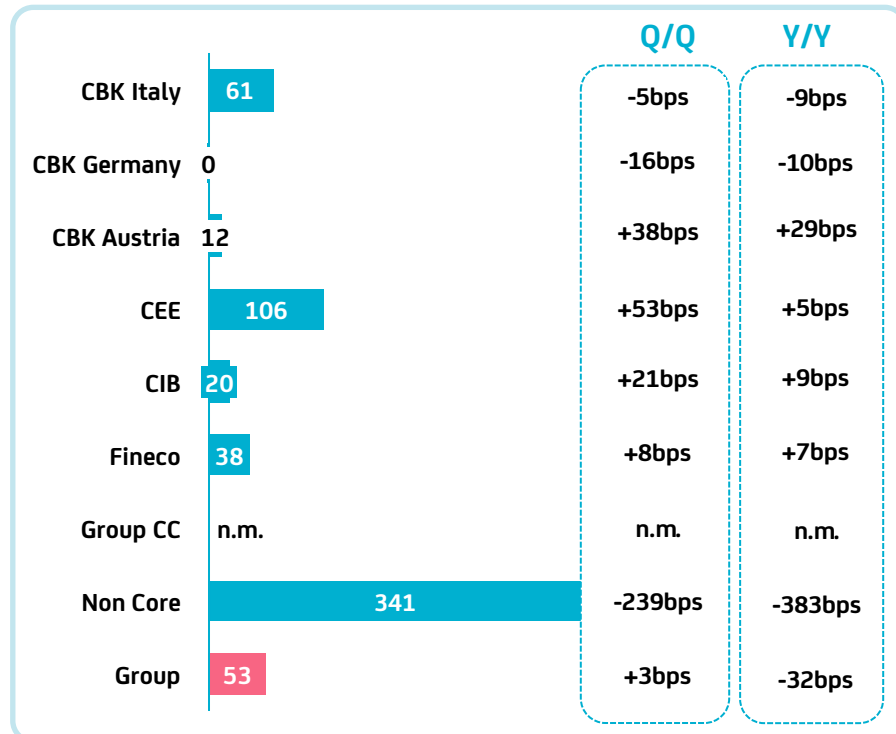 Q/Q Y/Y
CBK Italy 61 -5bps -9bps
CBK Germany 0 -16bps -10bps
CBK Austria 12 +38bps +29bps
CEE 106 +53bps +5bps
CIB 20 +21bps +9bps
Fineco 38 +8bps +7bps
Group CC n.m. n.m. n.m.
Non Core 341 -239bps -383bps
Group 53 +3bps -32bps